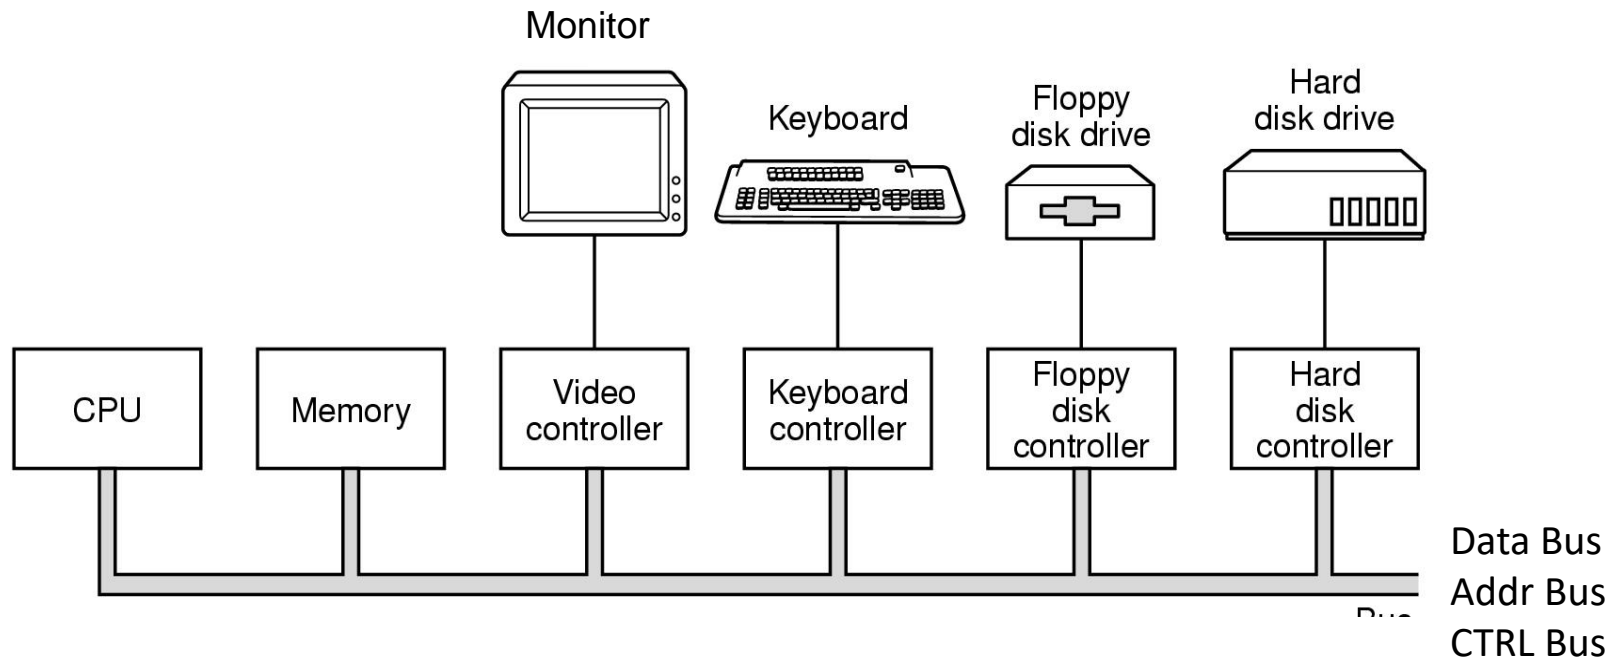 Monitor
Keyboard
Floppy
disk drive
Hard
disk drive
CPU
Memory
Video
controller
Keyboard
controller
Floppy
disk
controller
Hard
disk
controller
Bus
Data Bus
Addr Bus
CTRL Bus